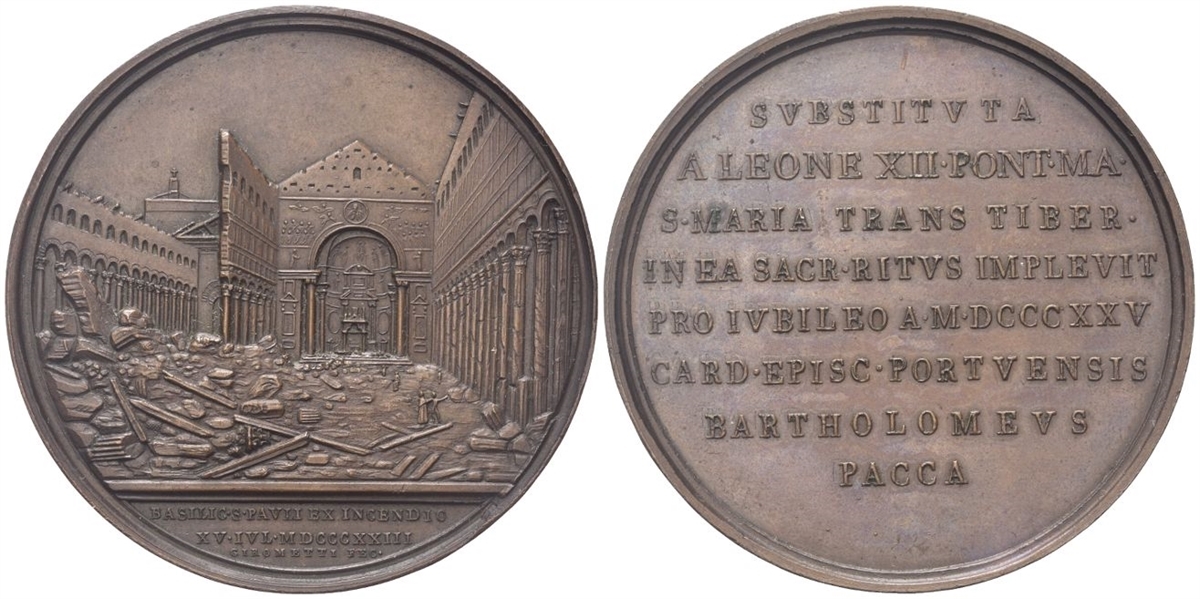 BASILIC·S·PAVLI EX INCENDIO
XV·IVL·MDCCCXXIII
GIROMETTI FEC·
SVBSTITVTA
A LEONE XII·PONT·MA·
S·MARIA TRANS TIBER·
IN EA SACR·RITVS IMPLEVIT
PRO IVBILEO A·M·DCCCXXV
CARD·EPISC·PORTVENSIS
BARTHOLOMEVS
PACCA